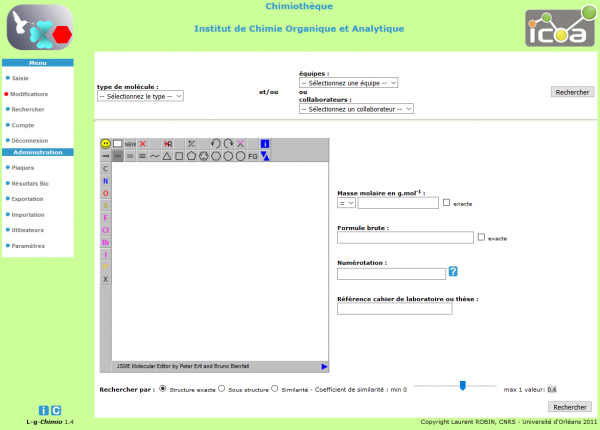 Chimiothèque
Institut de Chimie Organique et Analytique
icoa
Menu
Saisie
Modifications
Rechercher
Compte
Déconnexion
Administration
Plaques
Résultats Bio
Exportation
Importation
Utilisateurs
Paramètres
L-g-Chimio 1.4
type de molécule :
-- Sélectionnez le type --
et/ou
équipes :
-- Sélectionnez une équipe --
ou
collaborateurs :
-- Sélectionnez un collaborateur --
Rechercher
NEW
FG
C
N
O
S
F
Cl
Br
I
X
JSME Molecular Editor by Peter Ertl and Bruno Bienfait
Masse molaire en g.mol-1 :
=
exacte
Formule brute :
exacte
Numérotation :
?
Référence cahier de laboratoire ou thèse :
Rechercher par : Structure exacte Sous structure Similarité - Coefficient de similarité : min 0 max 1 valeur: 0.6
Rechercher
Copyright Laurent ROBIN, CNRS - Université d'Orléans 2011